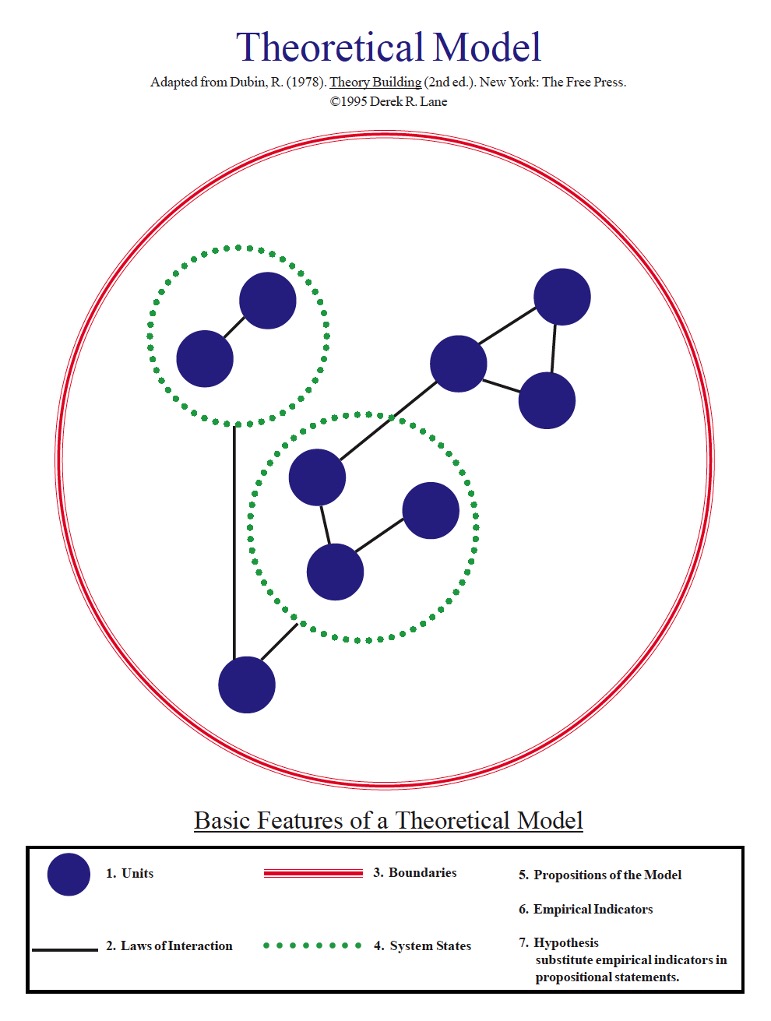 Theoretical Model
Adapted from Dubin, R. (1978). Theory Building (2nd ed.). New York: The Free Press.
©1995 Derek R. Lane
Basic Features of a Theoretical Model
1. Units
2. Laws of Interaction
3. Boundaries
4. System States
5. Propositions of the Model
6. Empirical Indicators
7. Hypothesis
substitute empirical indicators in
propositional statements.